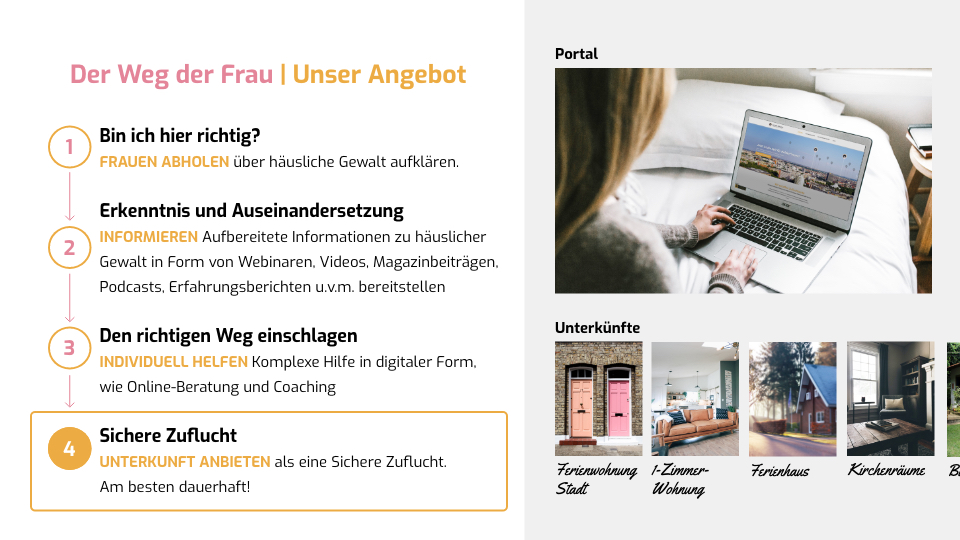 Der Weg der Frau | Unser Angebot
1
Bin ich hier richtig?
FRAUEN ABHOLEN über häusliche Gewalt aufklären.
2
Erkenntnis und Auseinandersetzung
INFORMIEREN Aufbereitete Informationen zu häuslicher
Gewalt in Form von Webinaren, Videos, Magazinbeiträgen,
Podcasts, Erfahrungsberichten u.v.m. bereitstellen
3
Den richtigen Weg einschlagen
INDIVIDUELL HELFEN Komplexe Hilfe in digitaler Form,
wie Online-Beratung und Coaching
4
Sichere Zuflucht
UNTERKUNFT ANBIETEN als eine Sichere Zuflucht.
Am besten dauerhaft!
Portal
Unterkünfte
Ferienwohnung
Stadt
1-Zimmer-
Wohnung
Ferienhaus
Kirchenräume